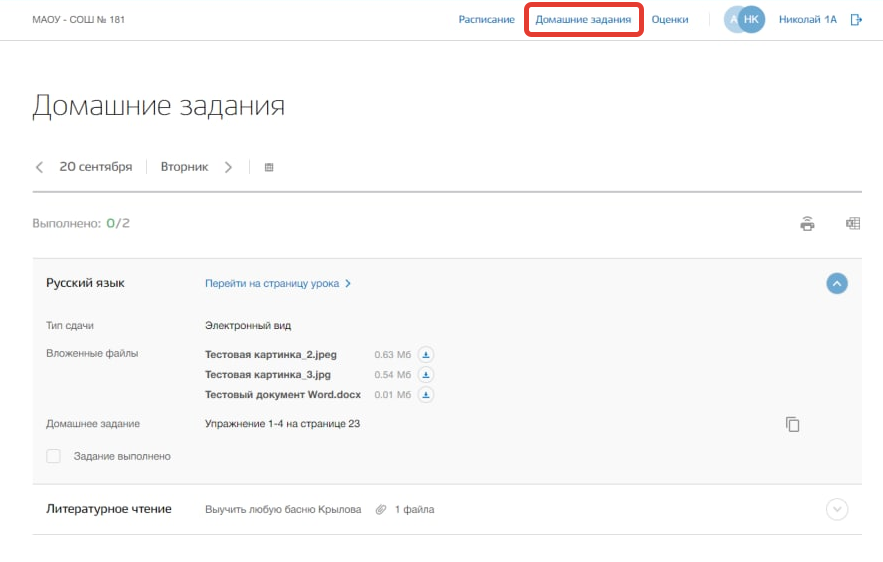 МАОУ - СОШ № 181 Расписание Домашние задания Оценки А НК Николай 1А
Домашние задания
20 сентября Вторник
Выполнено: 0/2
Русский язык Перейти на страницу урока
Тип сдачи Электронный вид
Вложенные файлы Тестовая картинка_2.jpeg 0.63 Мб
Тестовая картинка_3.jpg 0.54 Мб
Тестовый документ Word.docx 0.01 Мб
Домашнее задание Упражнение 1-4 на странице 23
Задание выполнено
Литературное чтение Выучить любую басню Крылова 1 файла